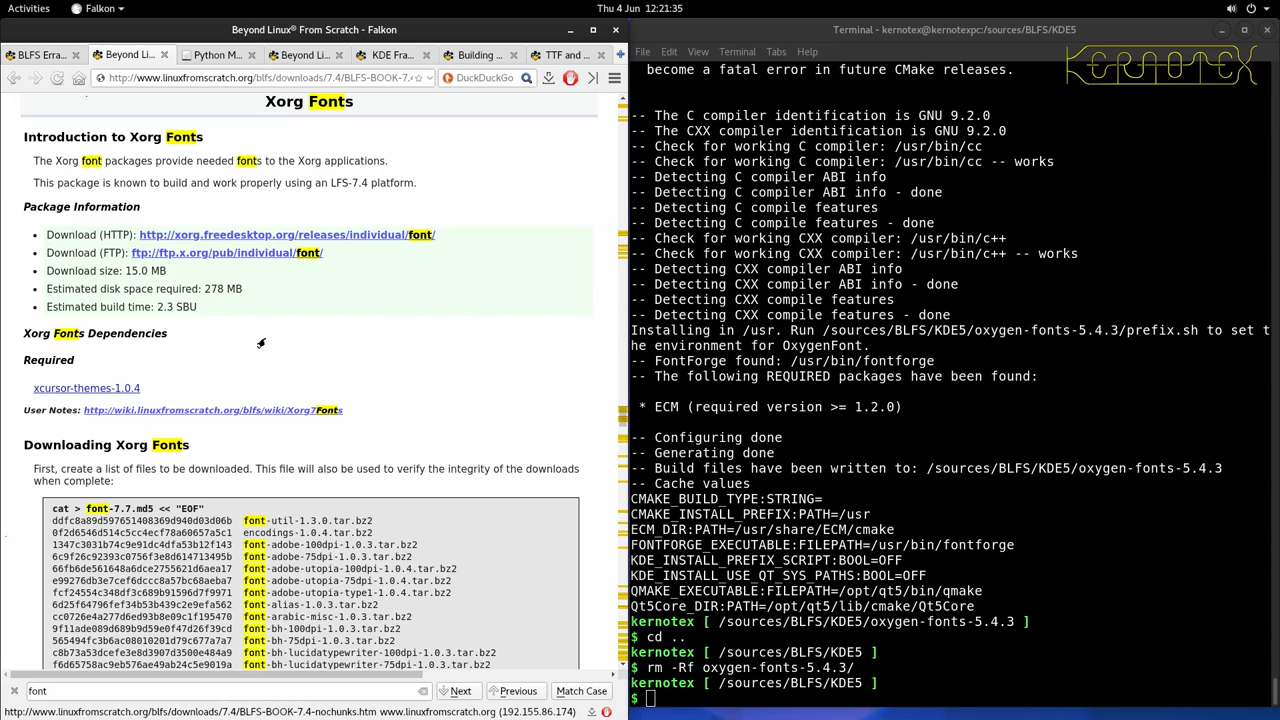 Activities
Falkon
Thu 4 Jun 12:21:35
Beyond Linux® From Scratch - Falkon
BLFS Erra...
Beyond Li...
Python M...
Beyond Li...
KDE Fra...
Building ...
TTF and ...
http://www.linuxfromscratch.org/blfs/downloads/7.4/BLFS-BOOK-7.4
DuckDuckGo
Xorg Fonts
Introduction to Xorg Fonts
The Xorg font packages provide needed fonts to the Xorg applications.
This package is known to build and work properly using an LFS-7.4 platform.
Package Information
• Download (HTTP): http://xorg.freedesktop.org/releases/individual/font/
• Download (FTP): ftp://ftp.x.org/pub/individual/font/
• Download size: 15.0 MB
• Estimated disk space required: 278 MB
• Estimated build time: 2.3 SBU
Xorg Fonts Dependencies
Required
xcursor-themes-1.0.4
User Notes: http://wiki.linuxfromscratch.org/blfs/wiki/Xorg7Fonts
Downloading Xorg Fonts
First, create a list of files to be downloaded. This file will also be used to verify the integrity of the downloads
when complete:
cat > font-7.7.md5 << "EOF"
ddfc8a89d597651408369d940d03d06b font-util-1.3.0.tar.bz2
0f2d6546d514c5cc4ecf78a60657a5c1 encodings-1.0.4.tar.bz2
1347c3031b74c9e91dc4dfa53b12f143 font-adobe-100dpi-1.0.3.tar.bz2
6c9f26c92393c0756f3e8d614713495b font-adobe-75dpi-1.0.3.tar.bz2
66fb6de561648a6dce2755621d6aea17 font-adobe-utopia-100dpi-1.0.4.tar.bz2
e99276db3e7cef6dccc8a57bc68aeba7 font-adobe-utopia-75dpi-1.0.4.tar.bz2
fcf24554c348df3c689b91596d7f9971 font-adobe-utopia-type1-1.0.4.tar.bz2
6d25f64796fef34b53b439c2e9efa562 font-alias-1.0.3.tar.bz2
cc0726e4a277d6ed93b8e09c1f195470 font-arabic-misc-1.0.3.tar.bz2
9f11ade089d689b9d59e0f47d26f39cd font-bh-100dpi-1.0.3.tar.bz2
565494fc3b6ac08010201d79c677a7a7 font-bh-75dpi-1.0.3.tar.bz2
c8b73a53dcefe3e8d3907d3500e484a9 font-bh-lucidatypewriter-100dpi-1.0.3.tar.bz2
f6d65758ac9eb576ae49ab24c5e9019a font-bh-lucidatypewriter-75dpi-1.0.3.tar.bz2
font
Next
Previous
Match Case
http://www.linuxfromscratch.org/blfs/downloads/7.4/BLFS-BOOK-7.4-nochunks.htm www.linuxfromscratch.org (192.155.86.174)
Terminal - kernotex@kernotexpc:/sources/BLFS/KDE5
File Edit View Terminal Tabs Help
KERNOTEX
become a fatal error in future CMake releases.
-- The C compiler identification is GNU 9.2.0
-- The CXX compiler identification is GNU 9.2.0
-- Check for working C compiler: /usr/bin/cc
-- Check for working C compiler: /usr/bin/cc -- works
-- Detecting C compiler ABI info
-- Detecting C compiler ABI info - done
-- Detecting C compile features
-- Detecting C compile features - done
-- Check for working CXX compiler: /usr/bin/c++
-- Check for working CXX compiler: /usr/bin/c++ -- works
-- Detecting CXX compiler ABI info
-- Detecting CXX compiler ABI info - done
-- Detecting CXX compile features
-- Detecting CXX compile features - done
Installing in /usr. Run /sources/BLFS/KDE5/oxygen-fonts-5.4.3/prefix.sh to set t
he environment for OxygenFont.
-- FontForge found: /usr/bin/fontforge
-- The following REQUIRED packages have been found:
* ECM (required version >= 1.2.0)
-- Configuring done
-- Generating done
-- Build files have been written to: /sources/BLFS/KDE5/oxygen-fonts-5.4.3
-- Cache values
CMAKE_BUILD_TYPE:STRING=
CMAKE_INSTALL_PREFIX:PATH=/usr
ECM_DIR:PATH=/usr/share/ECM/cmake
FONTFORGE_EXECUTABLE:FILEPATH=/usr/bin/fontforge
KDE_INSTALL_PREFIX_SCRIPT:BOOL=OFF
KDE_INSTALL_USE_QT_SYS_PATHS:BOOL=OFF
QMAKE_EXECUTABLE:FILEPATH=/opt/qt5/bin/qmake
Qt5Core_DIR:PATH=/opt/qt5/lib/cmake/Qt5Core
kernotex [ /sources/BLFS/KDE5/oxygen-fonts-5.4.3 ]
$ cd ..
kernotex [ /sources/BLFS/KDE5 ]
$ rm -Rf oxygen-fonts-5.4.3/
kernotex [ /sources/BLFS/KDE5 ]
$